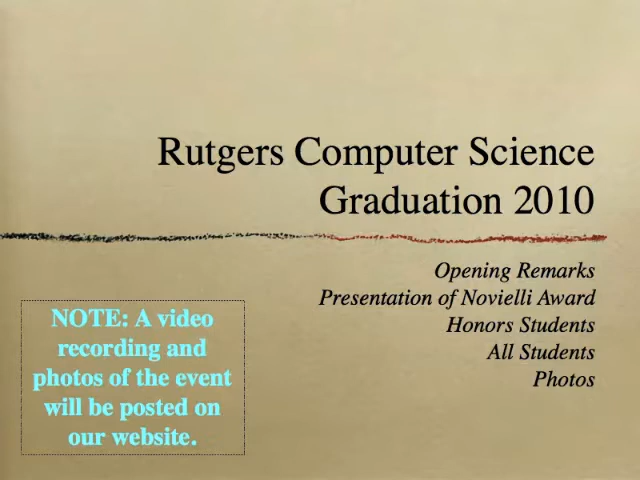 Rutgers Computer Science
Graduation 2010
Opening Remarks
Presentation of Novielli Award
Honors Students
All Students
Photos
NOTE: A video
recording and
photos of the event
will be posted on
our website.